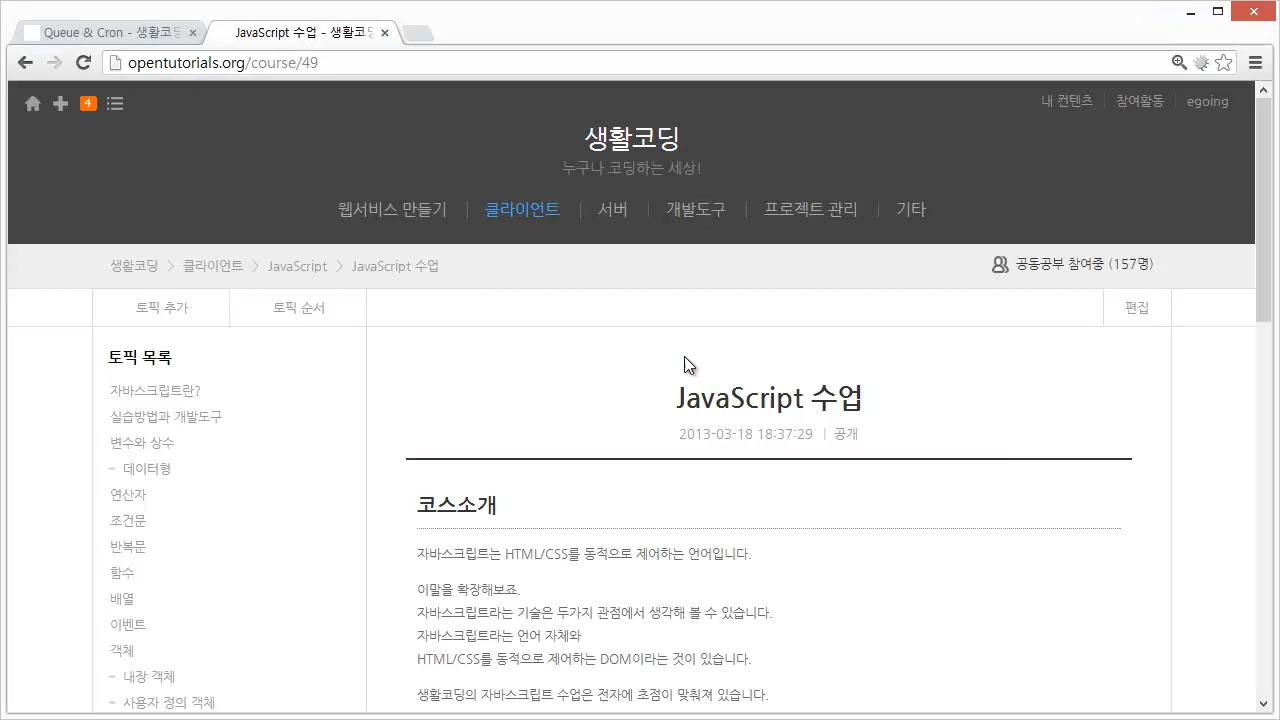 Queue & Cron - 생활코딩
JavaScript 수업 - 생활코딩
opentutorials.org/course/49
4
내 컨텐츠
참여활동
egoing
생활코딩
누구나 코딩하는 세상!
웹서비스 만들기
클라이언트
서버
개발도구
프로젝트 관리
기타
생활코딩 > 클라이언트 > JavaScript > JavaScript 수업
공동공부 참여중 (157명)
토픽 추가
토픽 순서
편집
토픽 목록
자바스크립트란?
실습방법과 개발도구
변수와 상수
- 데이터형
연산자
조건문
반복문
함수
배열
이벤트
객체
- 내장 객체
- 사용자 정의 객체
JavaScript 수업
2013-03-18 18:37:29 | 공개
코스소개
자바스크립트는 HTML/CSS를 동적으로 제어하는 언어입니다.
이말을 확장해보죠.
자바스크립트라는 기술은 두가지 관점에서 생각해 볼 수 있습니다.
자바스크립트라는 언어 자체와
HTML/CSS를 동적으로 제어하는 DOM이라는 것이 있습니다.
생활코딩의 자바스크립트 수업은 전자에 초점이 맞춰져 있습니다.